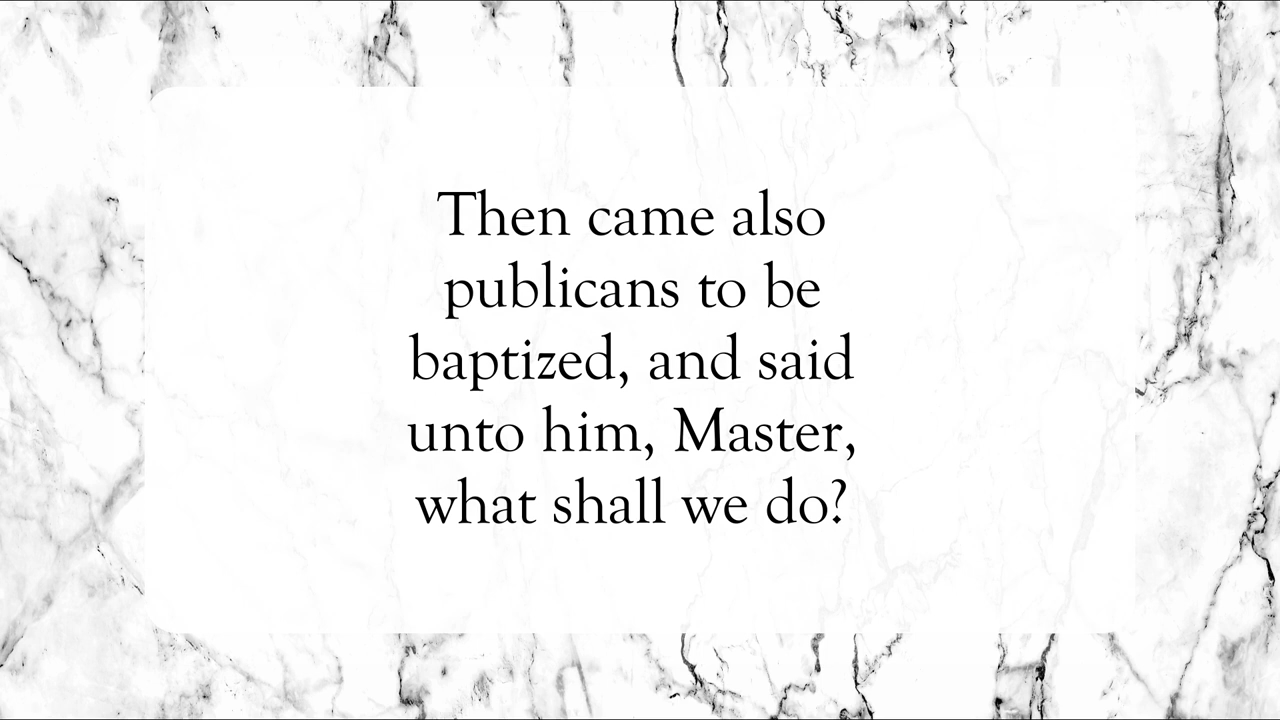 Then came also
publicans to be
baptized, and said
unto him, Master,
what shall we do?